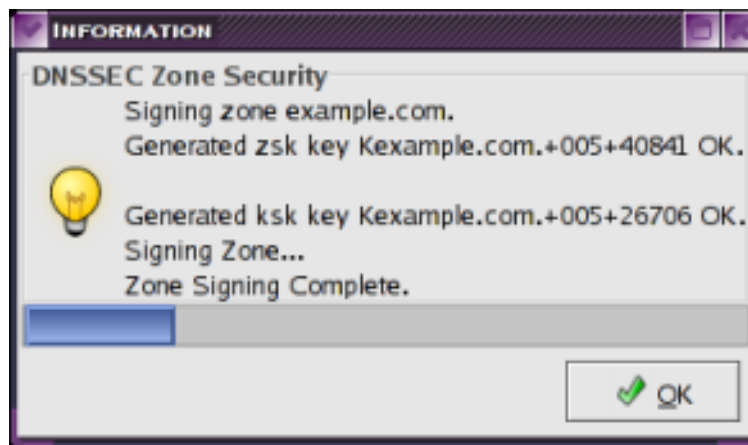 INFORMATION
DNSSEC Zone Security
Signing zone example.com.
Generated zsk key Kexample.com.+005+40841 OK.
Generated ksk key Kexample.com.+005+26706 OK.
Signing Zone...
Zone Signing Complete.
OK